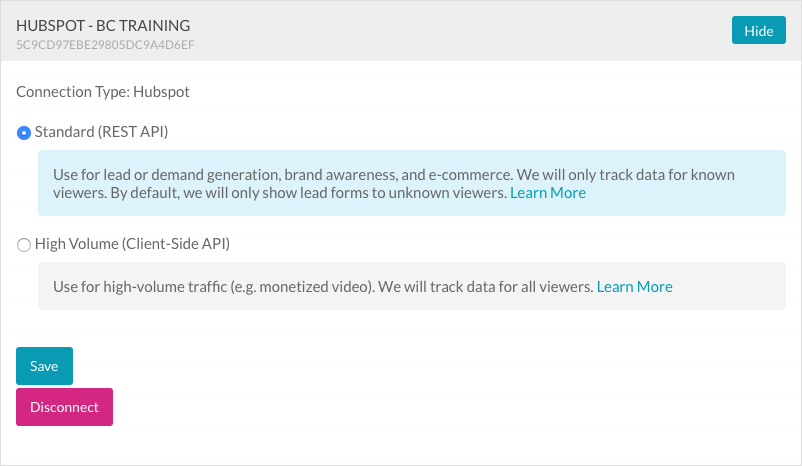 HUBSPOT - BC TRAINING
5C9CD97EBE29805DC9A4D6EF
Hide
Connection Type: Hubspot
Standard (REST API)
Use for lead or demand generation, brand awareness, and e-commerce. We will only track data for known
viewers. By default, we will only show lead forms to unknown viewers. Learn More
High Volume (Client-Side API)
Use for high-volume traffic (e.g. monetized video). We will track data for all viewers. Learn More
Save
Disconnect